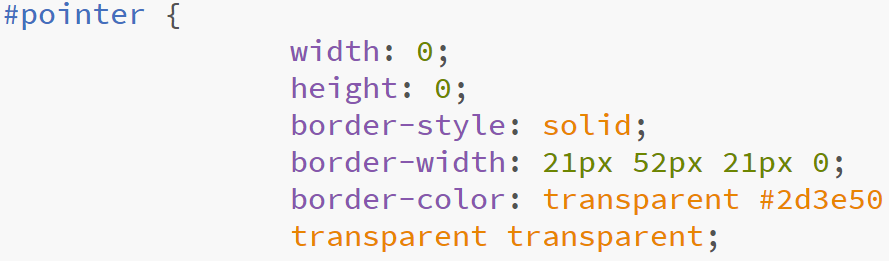 #pointer {
width: 0;
height: 0;
border-style: solid;
border-width: 21px 52px 21px 0;
border-color: transparent #2d3e50
transparent transparent;